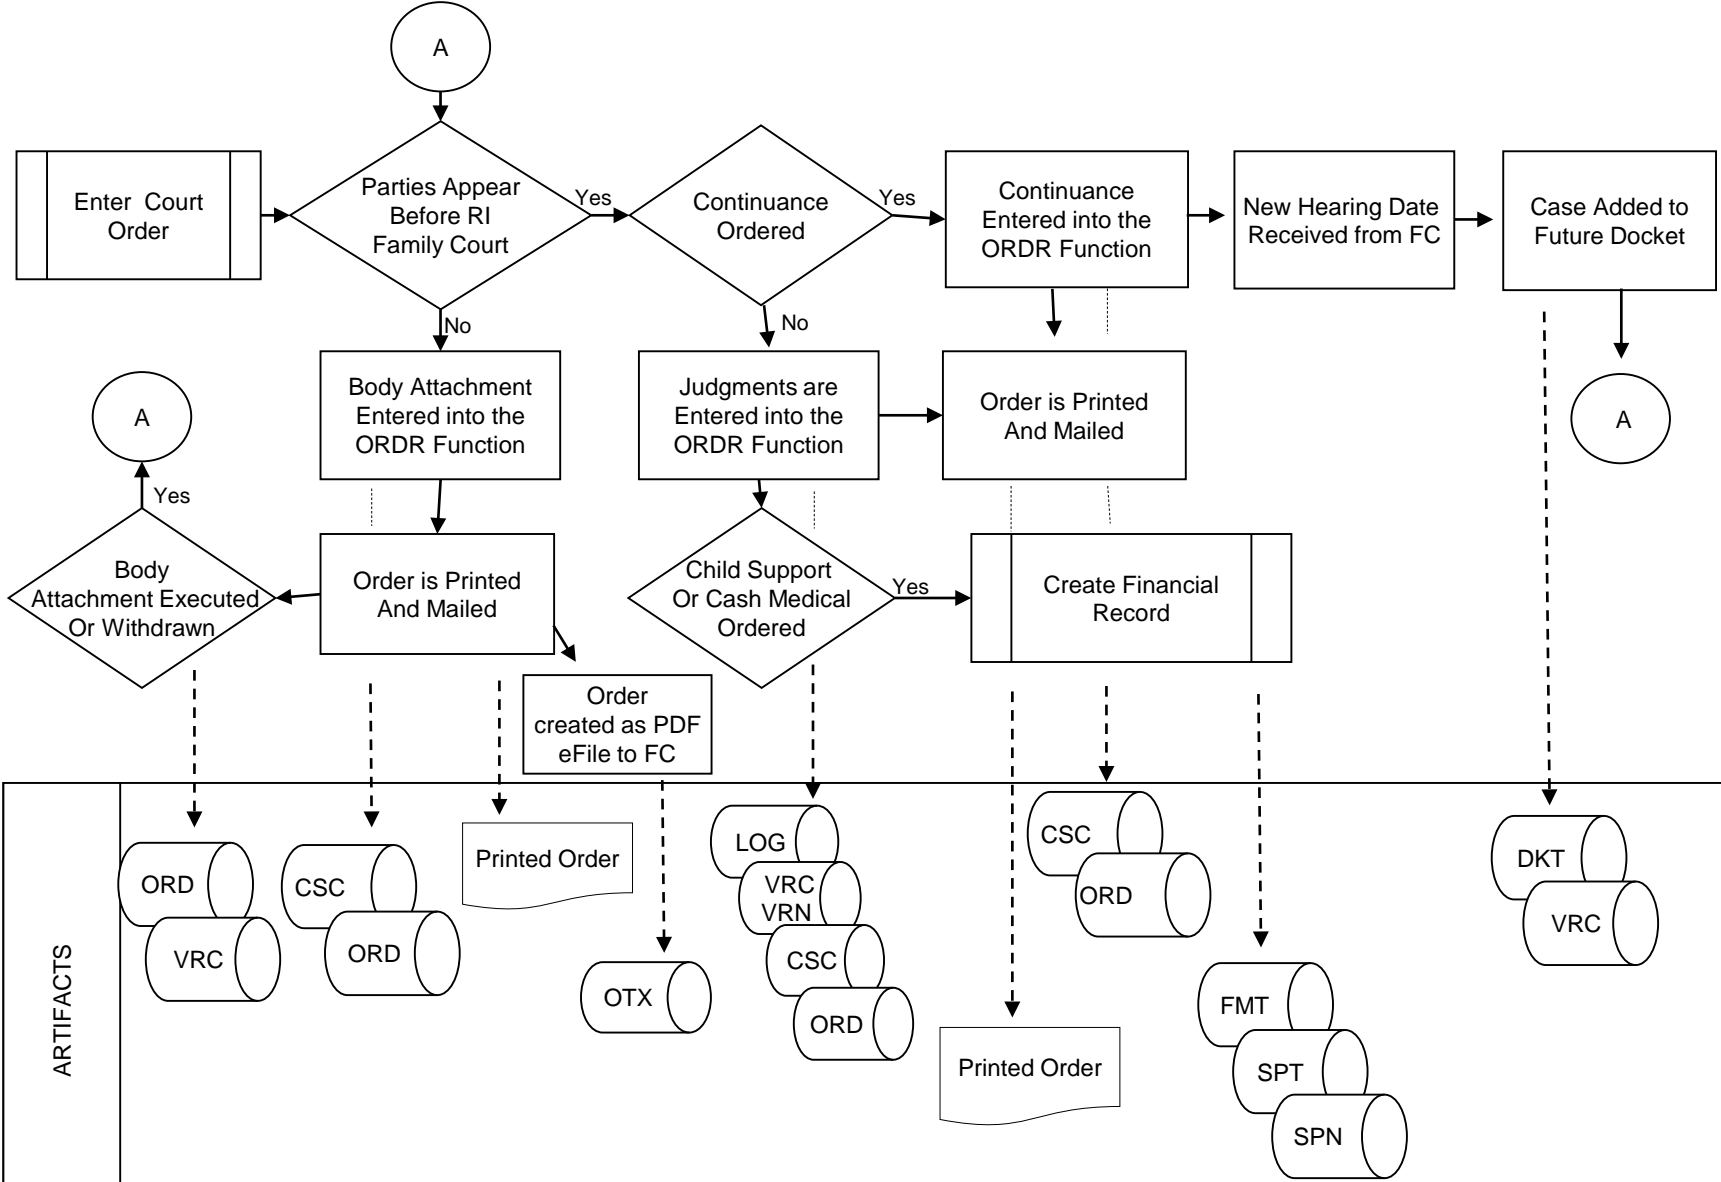 A
Enter Court
Order
Parties Appear
Before RI
Family Court
Yes
Continuance
Ordered
Yes
Continuance
Entered into the
ORDR Function
New Hearing Date
Received from FC
Case Added to
Future Docket
No
No
A
Body Attachment
Entered into the
ORDR Function
Judgments are
Entered into the
ORDR Function
Order is Printed
And Mailed
A
Yes
Body
Attachment Executed
Or Withdrawn
Order is Printed
And Mailed
Child Support
Or Cash Medical
Ordered
Yes
Create Financial
Record
Order
created as PDF
eFile to FC
ARTIFACTS
ORD
VRC
CSC
ORD
Printed Order
OTX
LOG
VRC
VRN
CSC
ORD
Printed Order
CSC
ORD
FMT
SPT
SPN
DKT
VRC